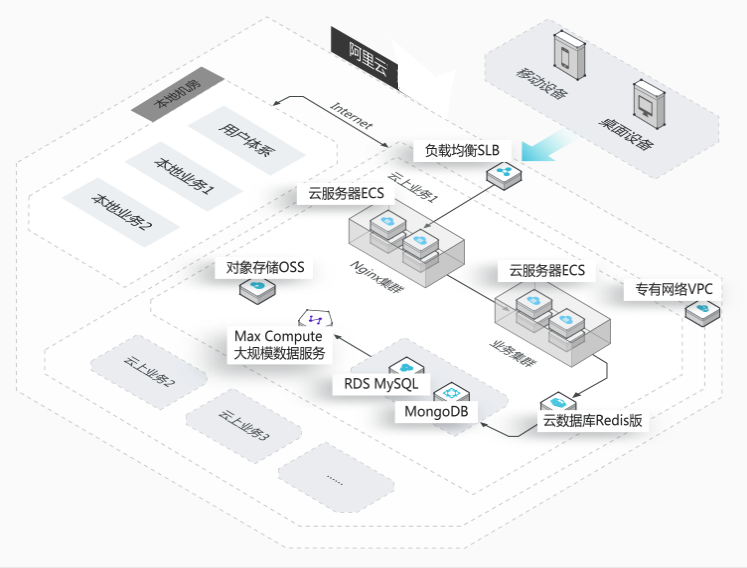 阿里云
移动设备
桌面设备
本地机房
Internet
用户体系
本地业务1
本地业务2
负载均衡SLB
云上业务1
云服务器ECS
Nginx集群
对象存储OSS
云服务器ECS
专有网络VPC
业务集群
Max Compute
大规模数据服务
RDS MySQL
MongoDB
云数据库Redis版
云上业务2
云上业务3
......